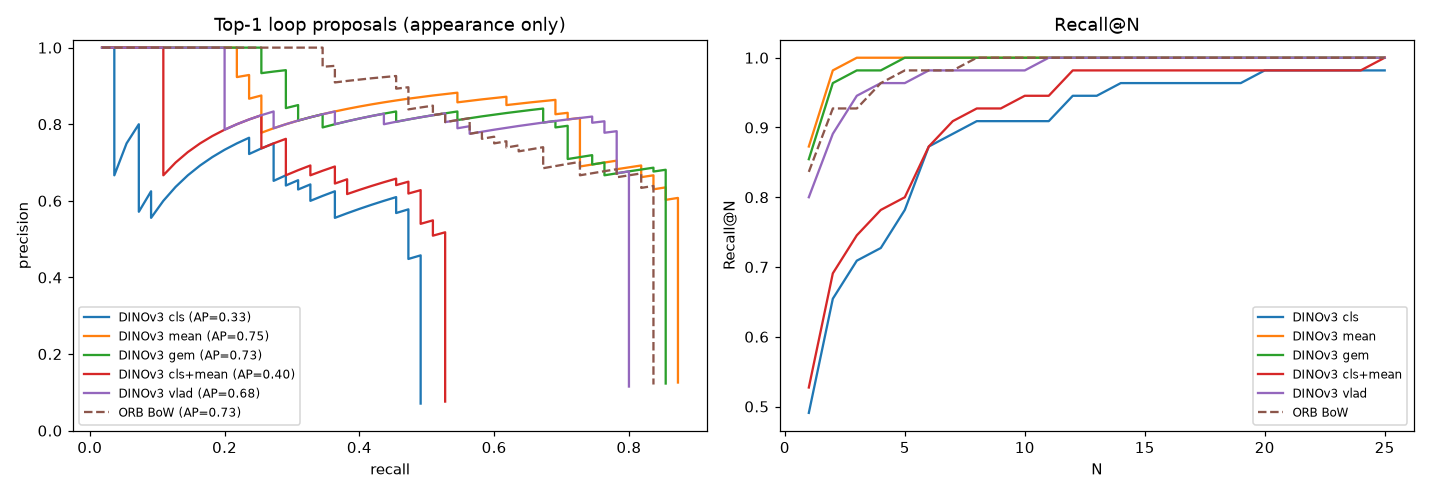 Top-1 loop proposals (appearance only)
1.0
0.8
0.6
0.4
0.2
0.0
precision
DINOv3 cls (AP=0.33)
DINOv3 mean (AP=0.75)
DINOv3 gem (AP=0.73)
DINOv3 cls+mean (AP=0.40)
DINOv3 vlad (AP=0.68)
ORB BoW (AP=0.73)
0.0 0.2 0.4 0.6 0.8
recall
Recall@N
1.0
0.9
0.8
0.7
0.6
0.5
Recall@N
DINOv3 cls
DINOv3 mean
DINOv3 gem
DINOv3 cls+mean
DINOv3 vlad
ORB BoW
0 5 10 15 20 25
N